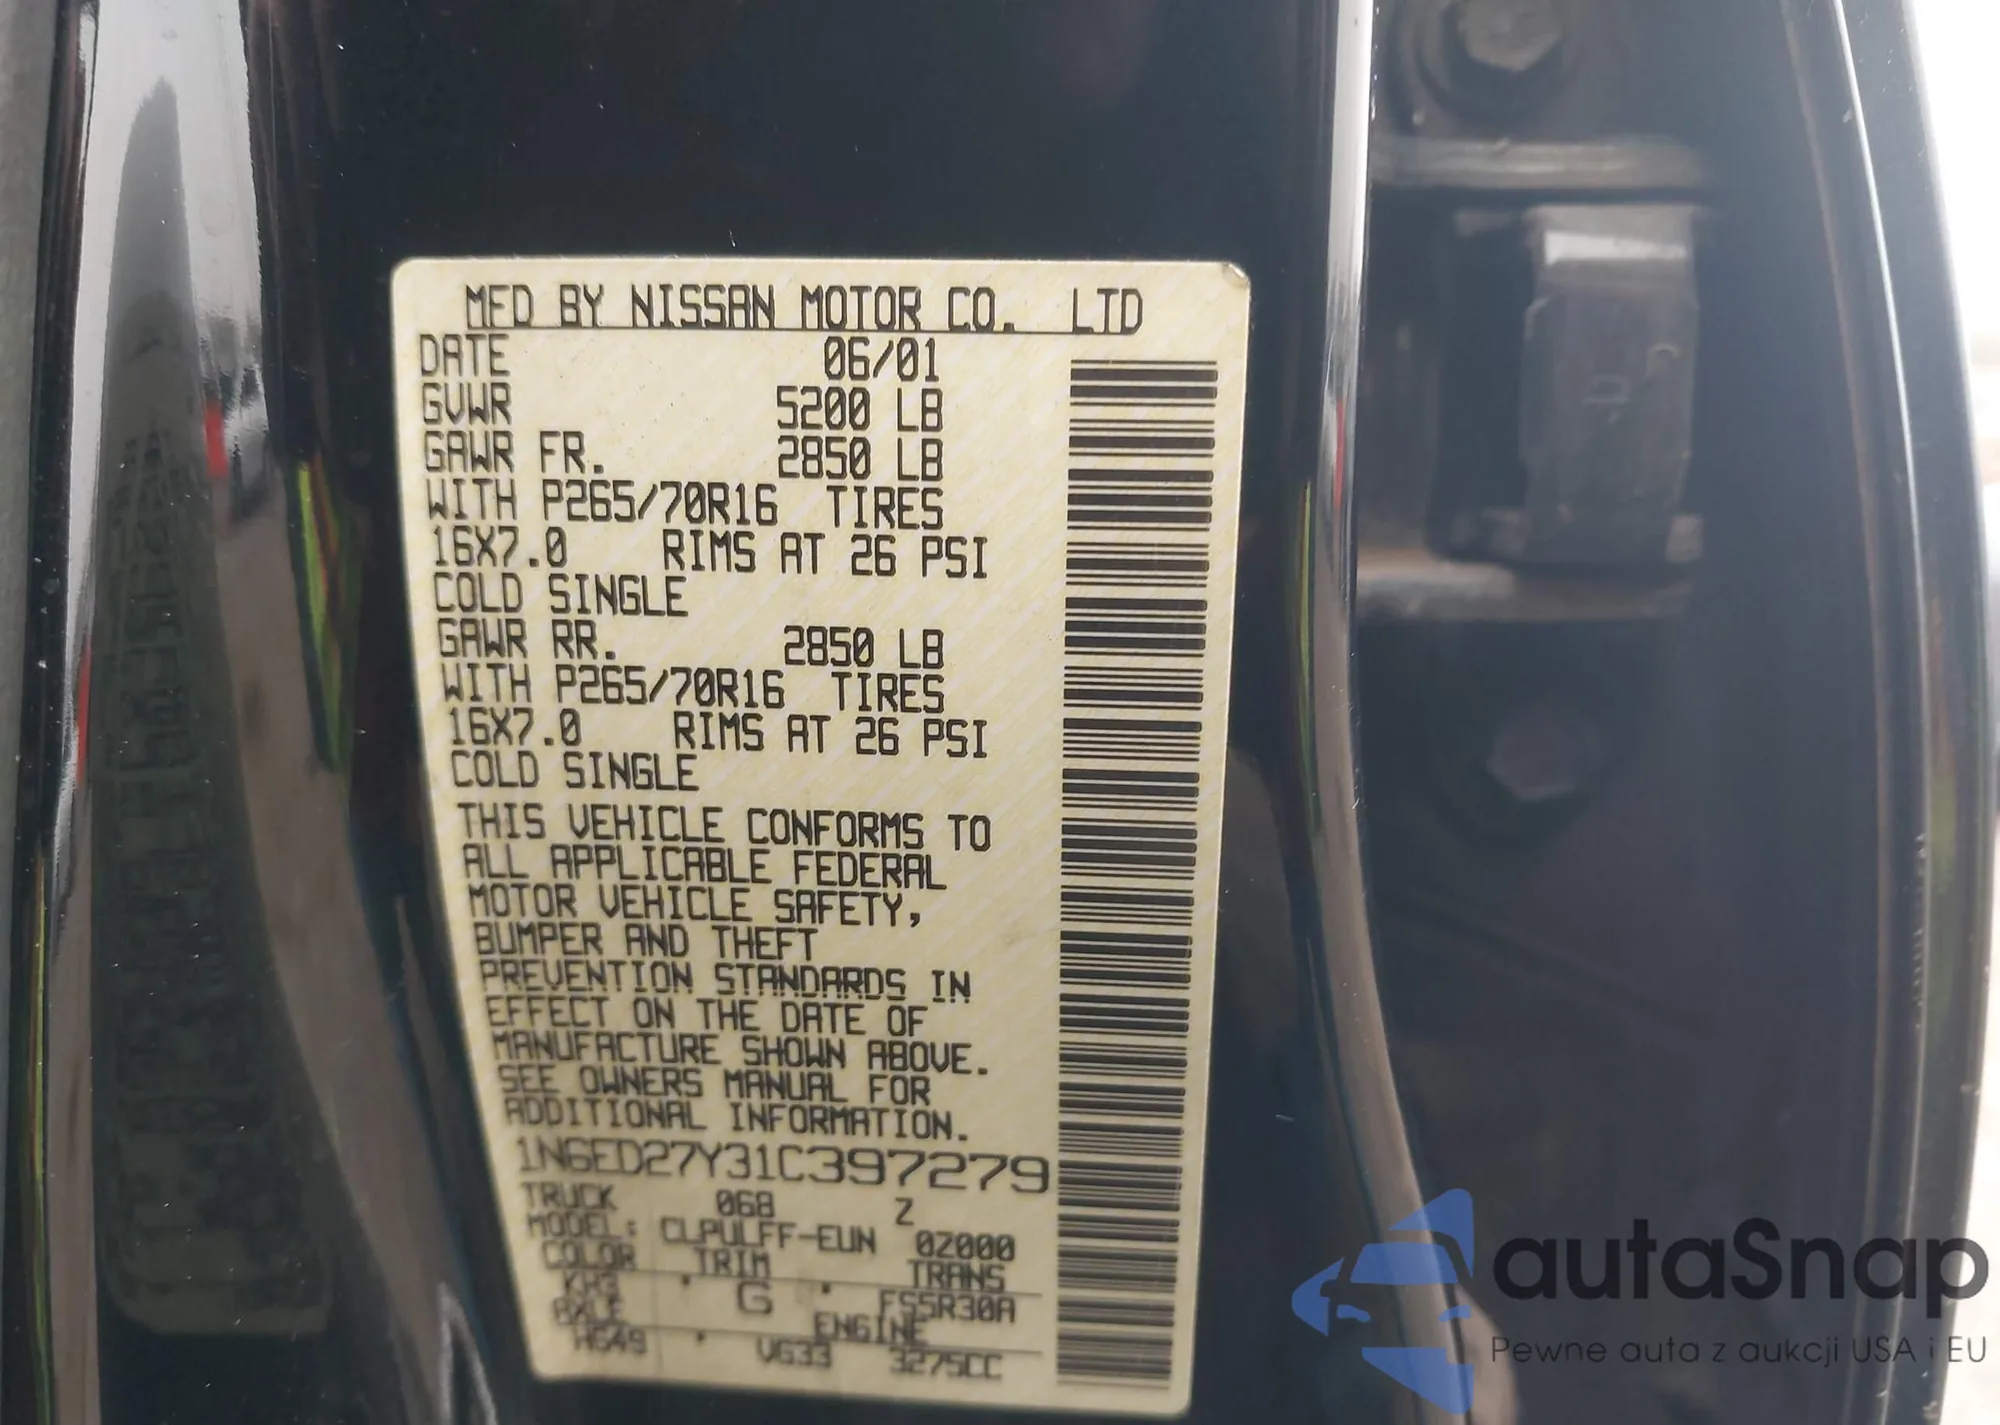 MFD BY NISSAN MOTOR CO. LTD
DATE 06/01
GVWR 5200 LB
GAWR FR. 2850 LB
WITH P265/70R16 TIRES
16X7.0 RIMS AT 26 PSI
COLD SINGLE
GAWR RR. 2850 LB
WITH P265/70R16 TIRES
16X7.0 RIMS AT 26 PSI
COLD SINGLE
THIS VEHICLE CONFORMS TO
ALL APPLICABLE FEDERAL
MOTOR VEHICLE SAFETY,
BUMPER AND THEFT
PREVENTION STANDARDS IN
EFFECT ON THE DATE OF
MANUFACTURE SHOWN ABOVE.
SEE OWNERS MANUAL FOR
ADDITIONAL INFORMATION.
1N6ED27Y31C397279
TRUCK 068 Z
MODEL: CLPULFF-EUN 0Z000
COLOR TRIM TRANS
KH3 G FS5R30A
AXLE ENGINE
HG49 VG33 3275CC
autaSnap
Pewne auta z aukcji USA i EU